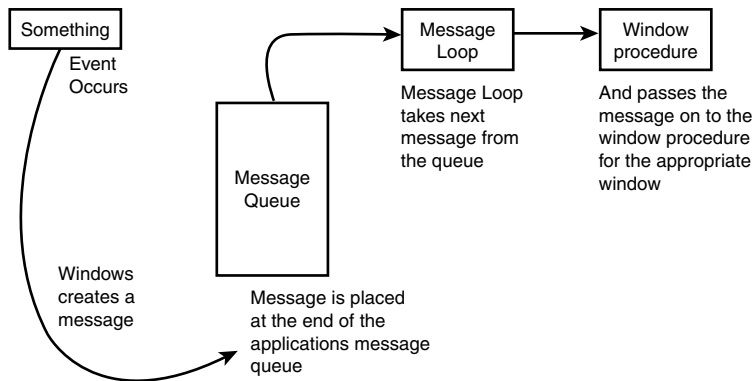 Something
Event
Occurs
Windows
creates a
message
Message
Queue
Message is placed
at the end of the
applications message
queue
Message
Loop
Message Loop
takes next
message from
the queue
Window
procedure
And passes the
message on to the
window procedure
for the appropriate
window